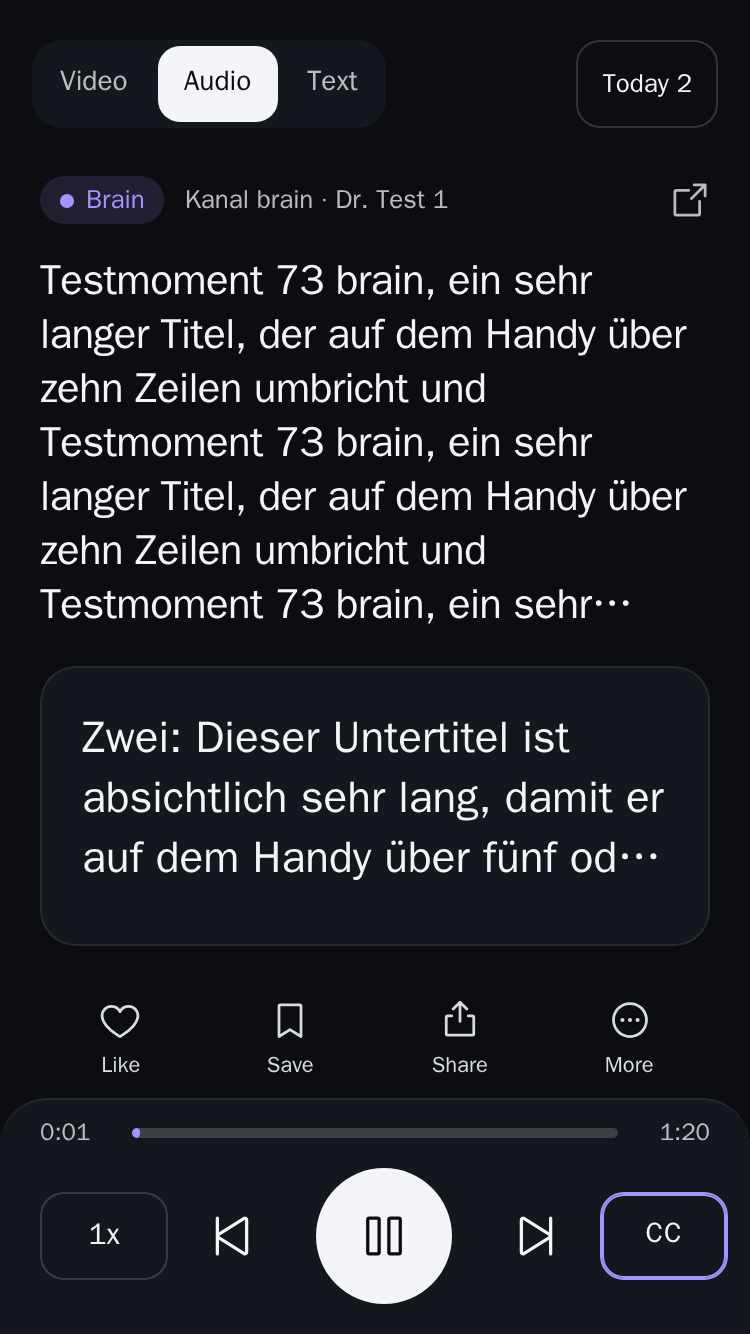 Video Audio Text Today 2
Brain Kanal brain · Dr. Test 1
Testmoment 73 brain, ein sehr
langer Titel, der auf dem Handy über
zehn Zeilen umbricht und
Testmoment 73 brain, ein sehr
langer Titel, der auf dem Handy über
zehn Zeilen umbricht und
Testmoment 73 brain, ein sehr…
Zwei: Dieser Untertitel ist
absichtlich sehr lang, damit er
auf dem Handy über fünf od…
Like Save Share More
0:01 1:20
1x CC